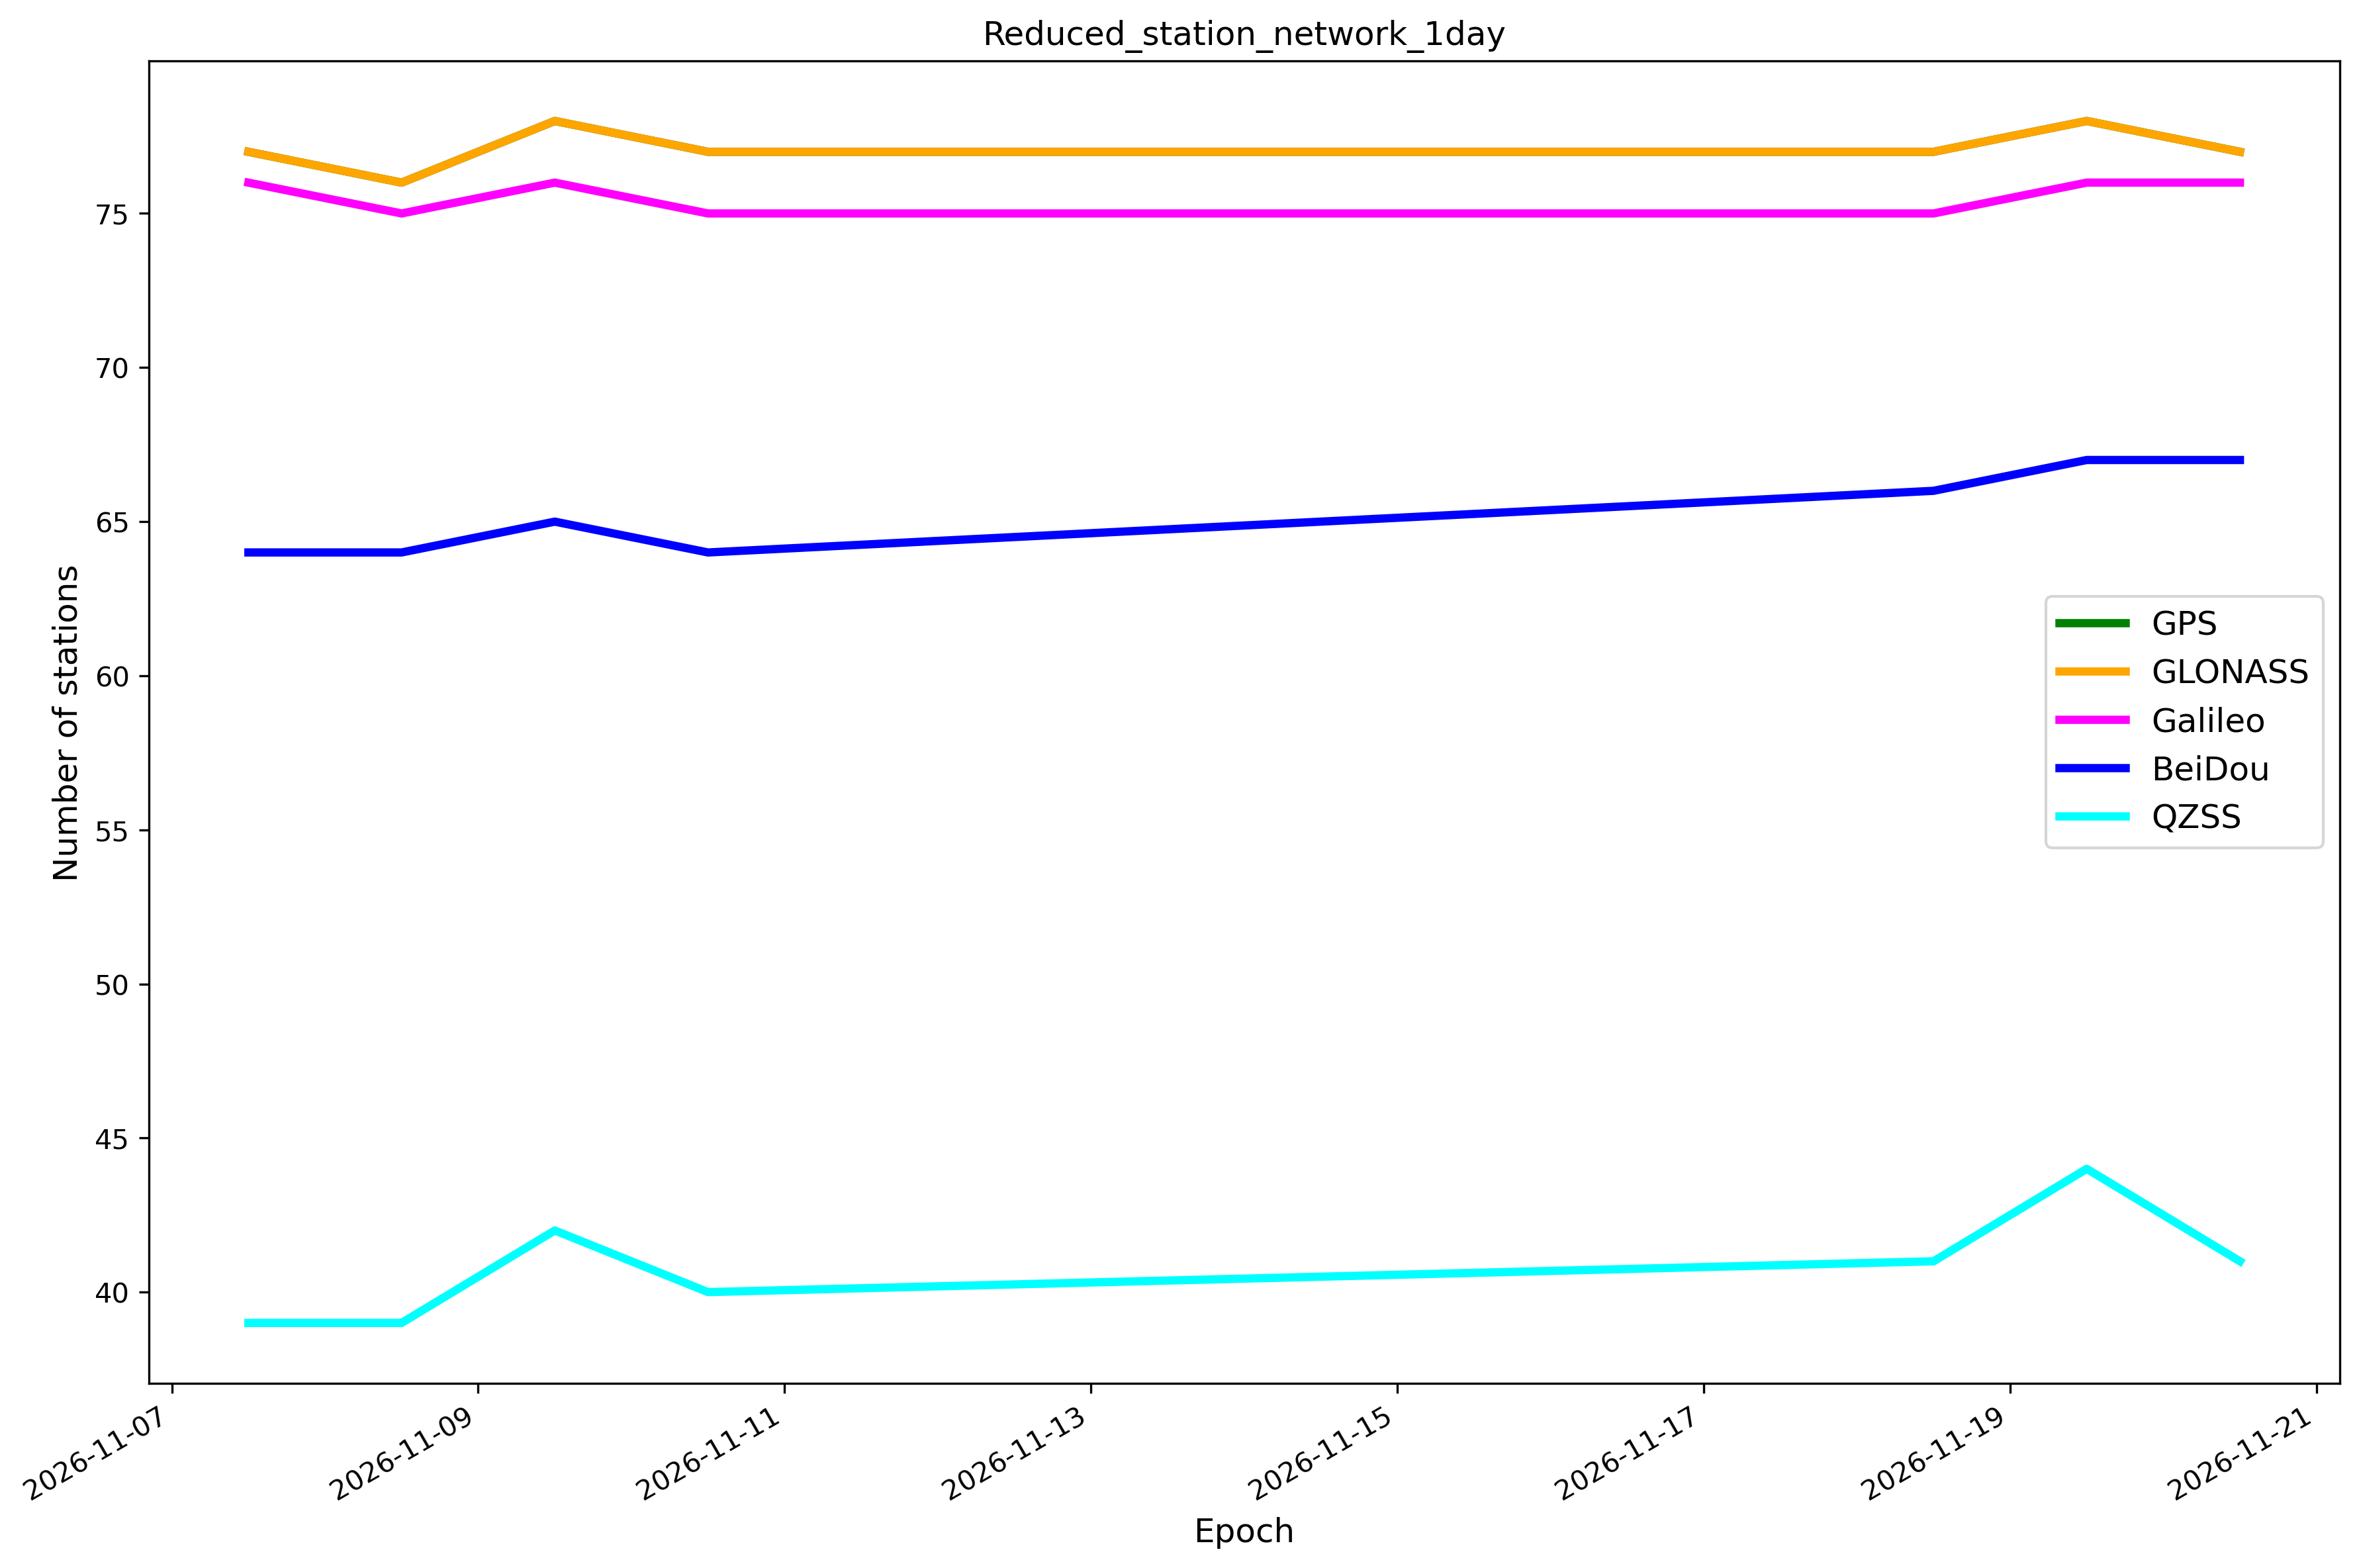 Reduced_station_network_1day
Number of stations
75
70
65
60
55
50
45
40
GPS
GLONASS
Galileo
BeiDou
QZSS
2026-11-07
2026-11-09
2026-11-11
2026-11-13
2026-11-15
2026-11-17
2026-11-19
2026-11-21
Epoch